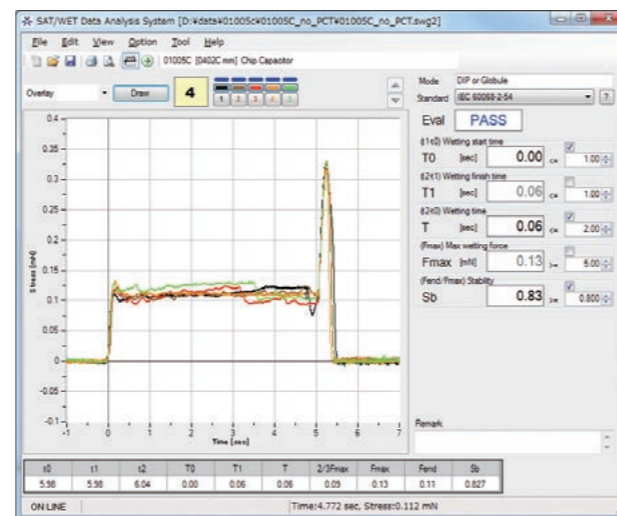 SAT/WET Data Analysis System [D:¥data¥01005c¥01005C_no_PCT¥01005C_no_PCT.swg2]
File Edit View Option Tool Help
01005C [0402C mm] Chip Capacitor
Overlay Draw 4 1 2 3 4 5
Mode DIP or Globule
Standard IEC 60068-2-54 ?
Eval PASS
(t1-t0) Wetting start time
T0 [sec] 0.00 <= 1.00
(t2-t1) Wetting finish time
T1 [sec] 0.06 <= 1.00
(t2-t0) Wetting time
T [sec] 0.06 <= 2.00
(Fmax) Max wetting force
Fmax [mN] 0.13 >= 5.00
(Fend/Fmax) Stability
Sb 0.83 >= 0.800
Remark
0.4
0.35
0.3
0.25
0.2
0.15
0.1
0.05
0
-0.05
-0.1
Stress [mN]
-1 0 1 2 3 4 5 6 7
Time [sec]
t0 t1 t2 T0 T1 T 2/3Fmax Fmax Fend Sb
5.98 5.98 6.04 0.00 0.06 0.06 0.09 0.13 0.11 0.827
ON LINE Time:4.772 sec, Stress:0.112 mN